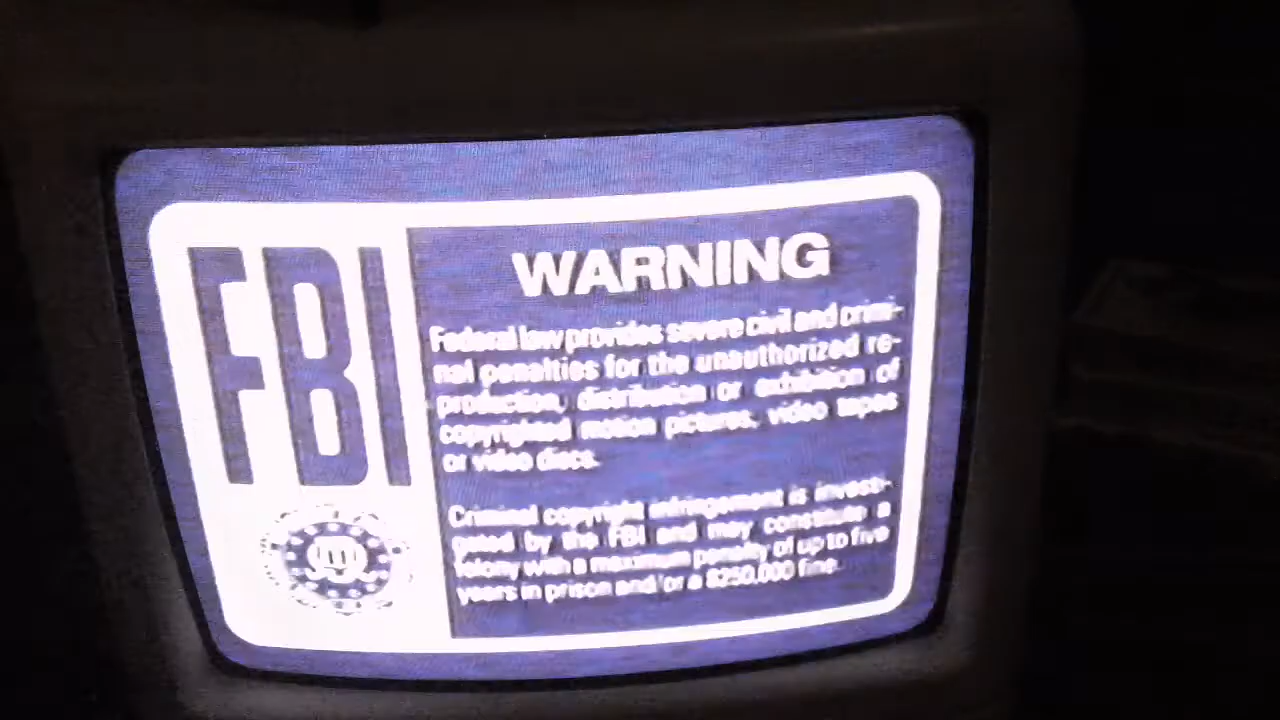 FBI
WARNING
Federal law provides severe civil and crimi-
nal penalties for the unauthorized re-
production, distribution or exhibition of
copyrighted motion pictures, video tapes
or video discs.
Criminal copyright infringement is investi-
gated by the FBI and may constitute a
felony with a maximum penalty of up to five
years in prison and/or a $250,000 fine.